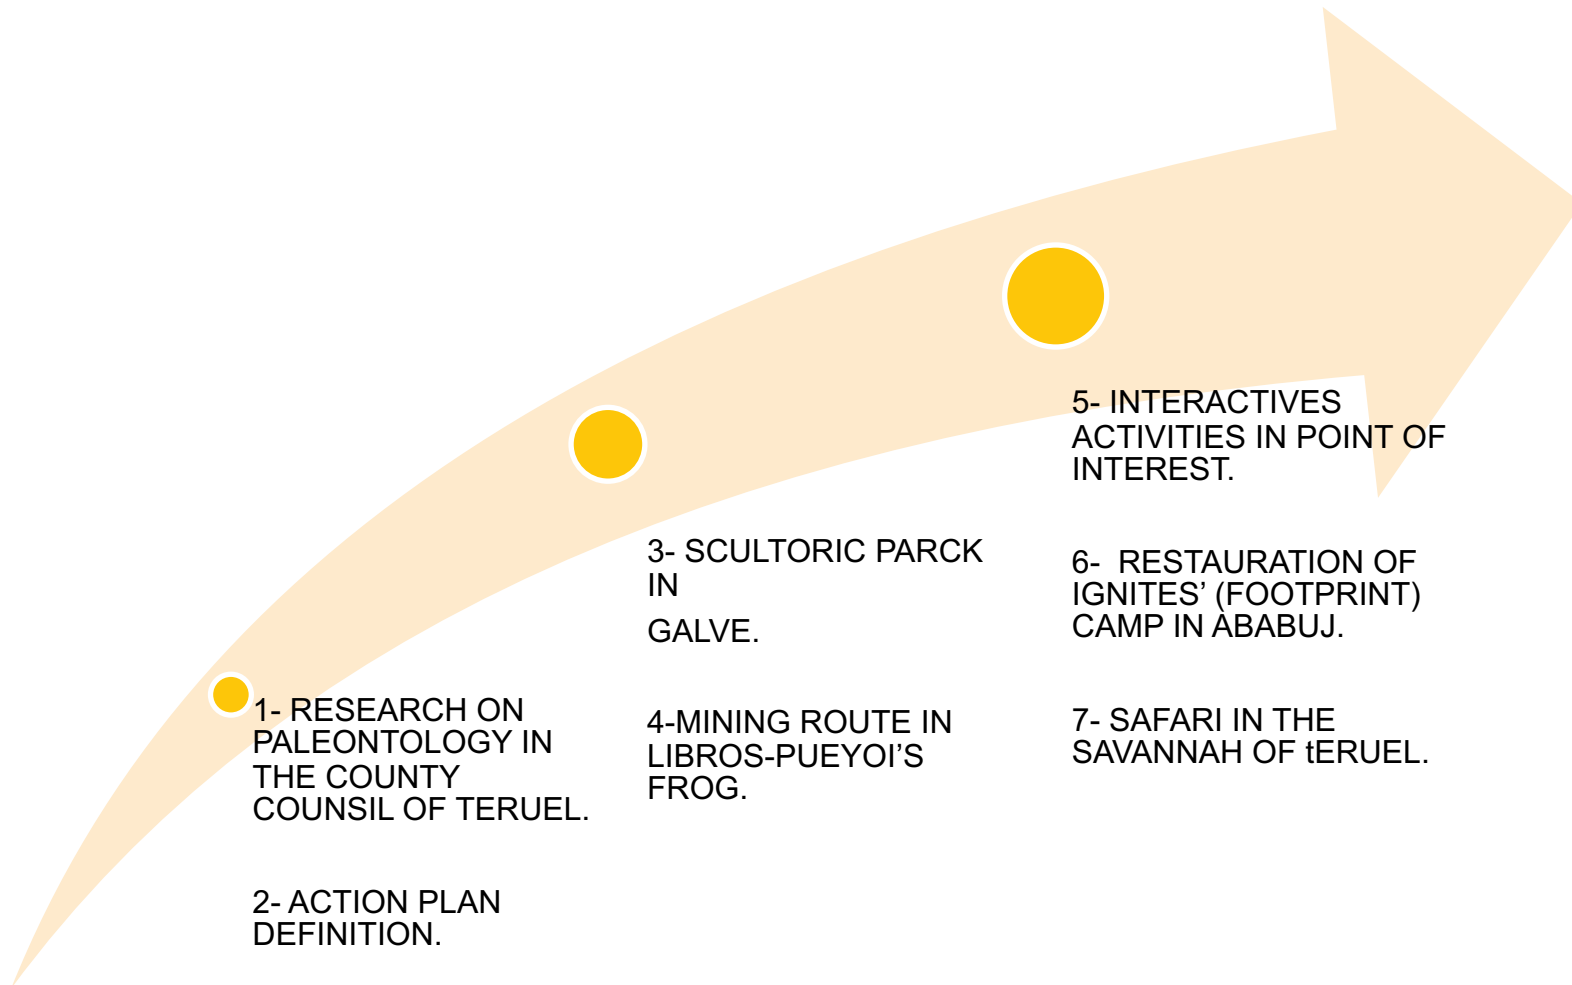 1- RESEARCH ON
PALEONTOLOGY IN
THE COUNTY
COUNSIL OF TERUEL.
2- ACTION PLAN
DEFINITION.
3- SCULTORIC PARCK
IN
GALVE.
4-MINING ROUTE IN
LIBROS-PUEYOI’S
FROG.
5- INTERACTIVES
ACTIVITIES IN POINT OF
INTEREST.
6- RESTAURATION OF
IGNITES’ (FOOTPRINT)
CAMP IN ABABUJ.
7- SAFARI IN THE
SAVANNAH OF tERUEL.